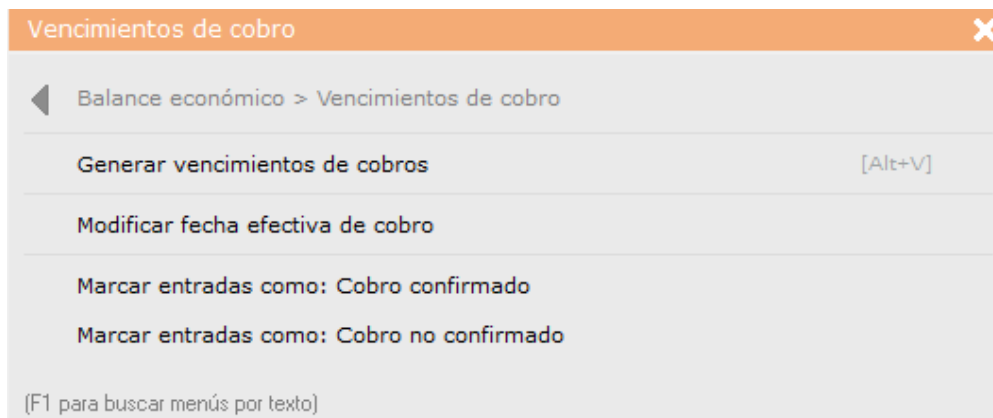 Vencimientos de cobro
Balance económico > Vencimientos de cobro
Generar vencimientos de cobros [Alt+V]
Modificar fecha efectiva de cobro
Marcar entradas como: Cobro confirmado
Marcar entradas como: Cobro no confirmado
(F1 para buscar menús por texto)